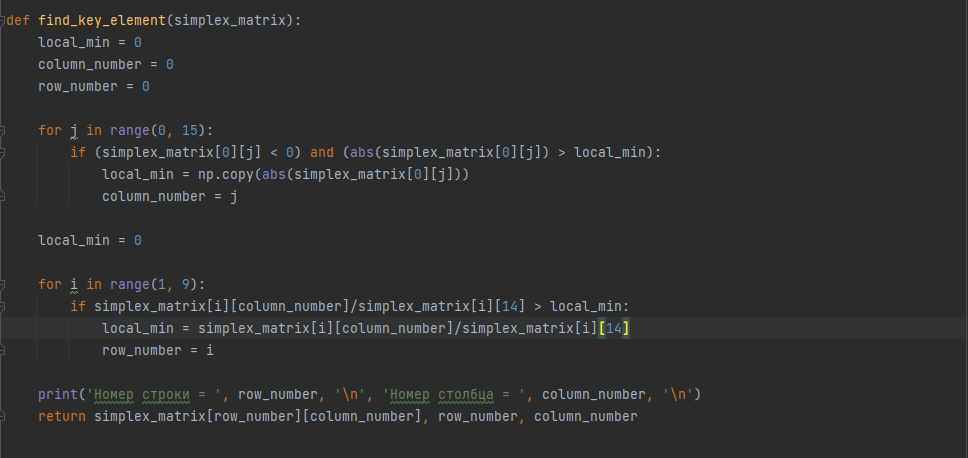 def find_key_element(simplex_matrix):
    local_min = 0
    column_number = 0
    row_number = 0
    for j in range(0, 15):
        if (simplex_matrix[0][j] < 0) and (abs(simplex_matrix[0][j]) > local_min):
            local_min = np.copy(abs(simplex_matrix[0][j]))
            column_number = j
    local_min = 0
    for i in range(1, 9):
        if simplex_matrix[i][column_number]/simplex_matrix[i][14] > local_min:
            local_min = simplex_matrix[i][column_number]/simplex_matrix[i][14]
            row_number = i
    print('Номер строки = ', row_number, '\n', 'Номер столбца = ', column_number, '\n')
    return simplex_matrix[row_number][column_number], row_number, column_number